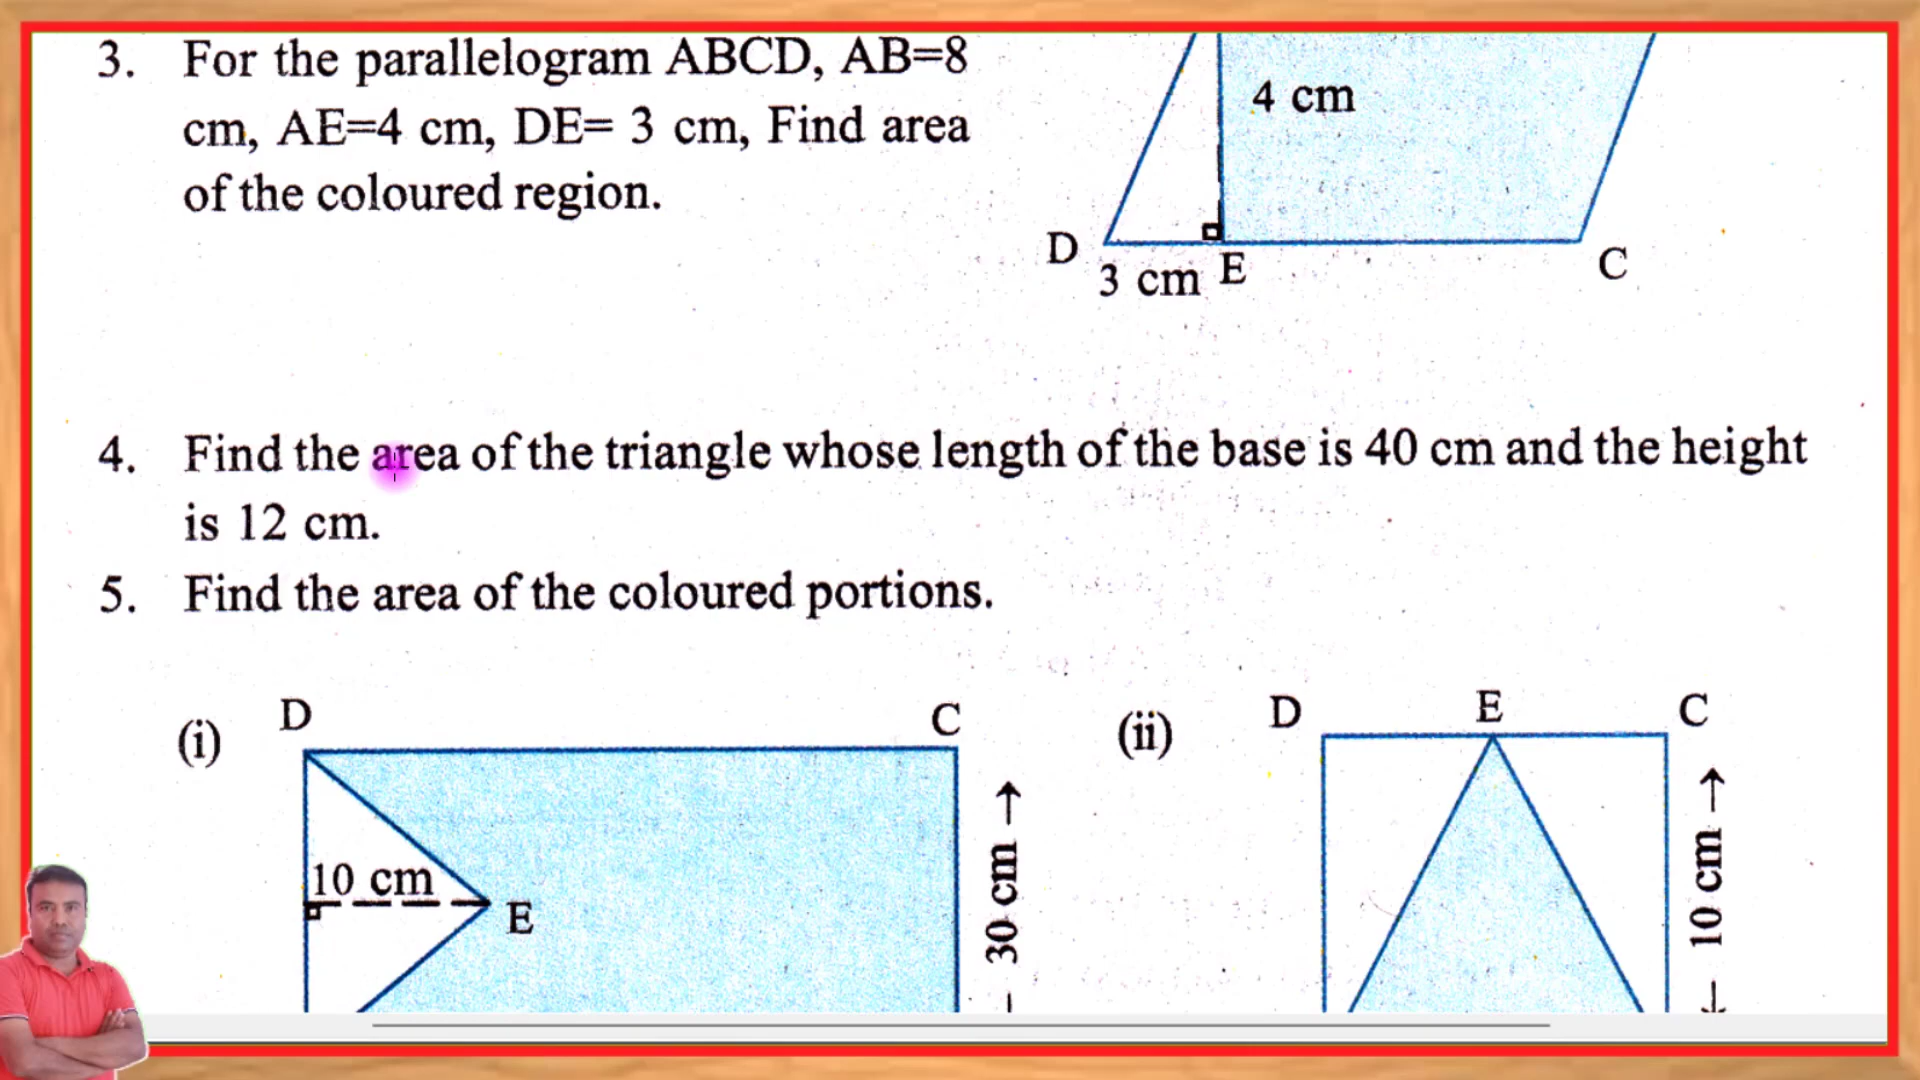 3. For the parallelogram ABCD, AB=8
cm, AE=4 cm, DE= 3 cm, Find area
of the coloured region.
4 cm
D
3 cm E
C
4. Find the area of the triangle whose length of the base is 40 cm and the height
is 12 cm.
5. Find the area of the coloured portions.
(i)
D
C
10 cm
E
30 cm
(ii)
D
E
C
10 cm